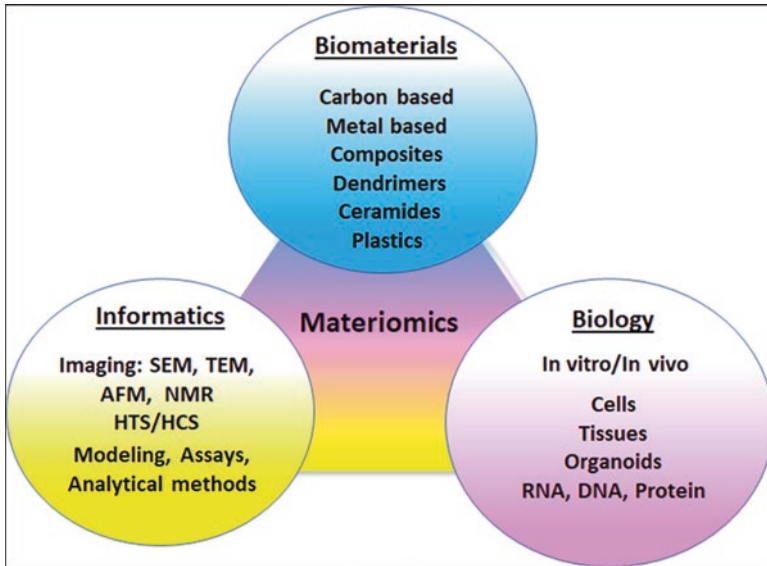 Biomaterials
Carbon based
Metal based
Composites
Dendrimers
Ceramides
Plastics
Materiomics
Informatics
Imaging: SEM, TEM,
AFM, NMR
HTS/HCS
Modeling, Assays,
Analytical methods
Biology
In vitro/In vivo
Cells
Tissues
Organoids
RNA, DNA, Protein